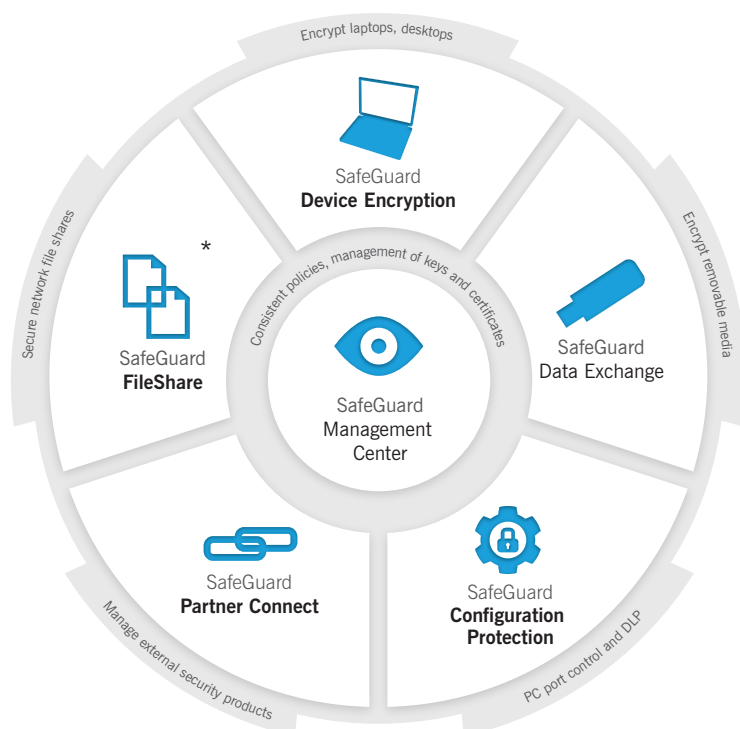 Encrypt laptops, desktops
SafeGuard
Device Encryption
Secure network file shares
*
SafeGuard
FileShare
Consistent policies, management of keys and certificates
SafeGuard
Management
Center
Encrypt removable media
SafeGuard
Data Exchange
SafeGuard
Partner Connect
Manage external security products
SafeGuard
Configuration
Protection
PC port control and DLP